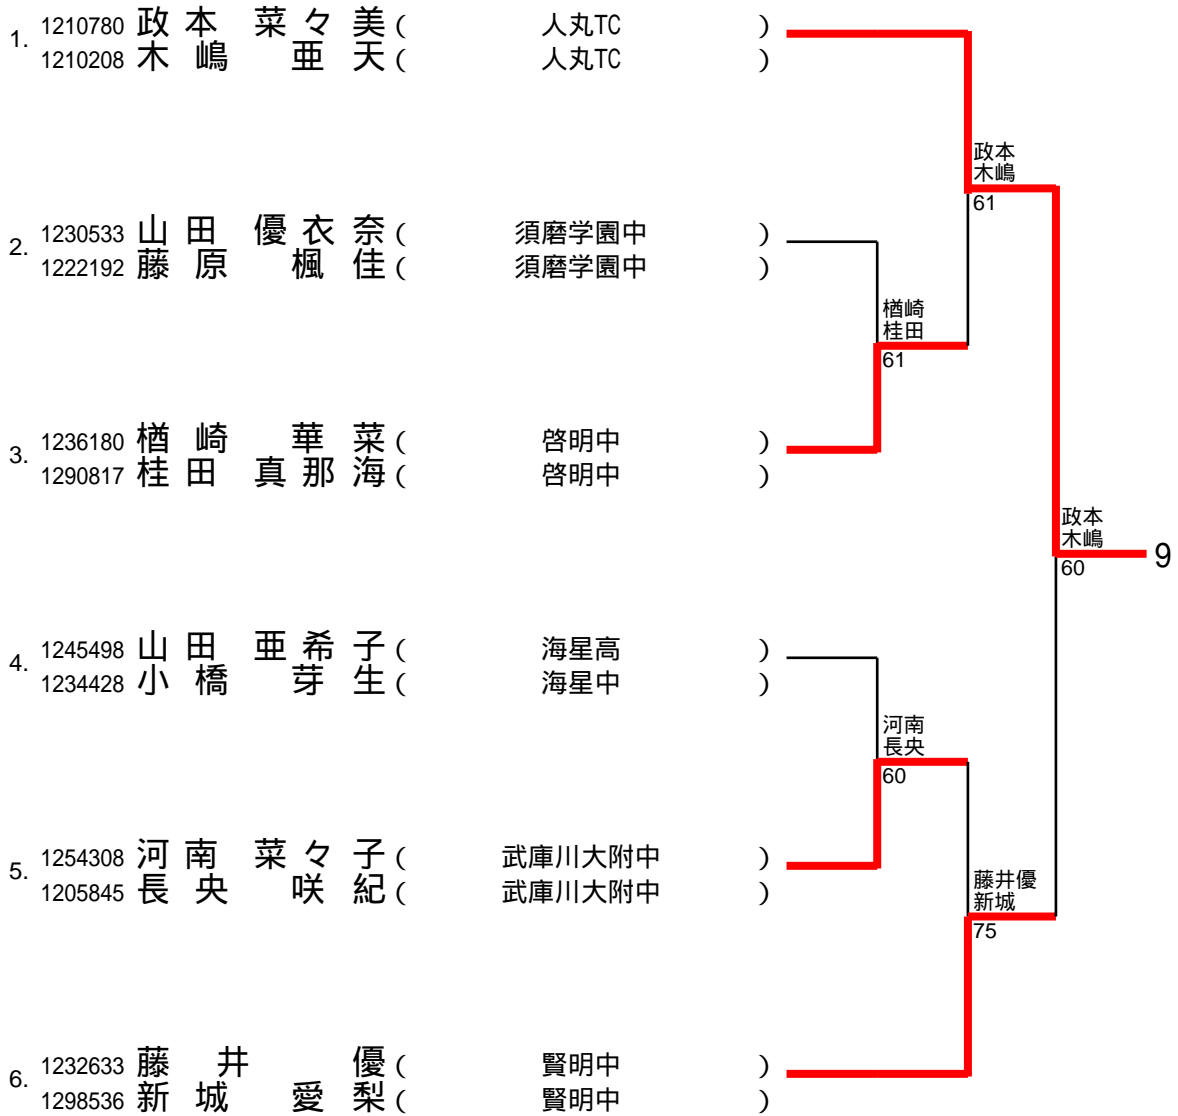 1. 1210780 政本 菜々美 ( 人丸TC )
1210208 木嶋 亜天 ( 人丸TC )
政本
木嶋
61
2. 1230533 山田 優衣奈 ( 須磨学園中 )
1222192 藤原 楓佳 ( 須磨学園中 )
楢崎
桂田
61
3. 1236180 楢崎 華菜 ( 啓明中 )
1290817 桂田 真那海 ( 啓明中 )
政本
木嶋
60
9
4. 1245498 山田 亜希子 ( 海星高 )
1234428 小橋 芽生 ( 海星中 )
河南
長央
60
5. 1254308 河南 菜々子 ( 武庫川大附中 )
1205845 長央 咲紀 ( 武庫川大附中 )
藤井優
新城
75
6. 1232633 藤井 優 ( 賢明中 )
1298536 新城 愛梨 ( 賢明中 )